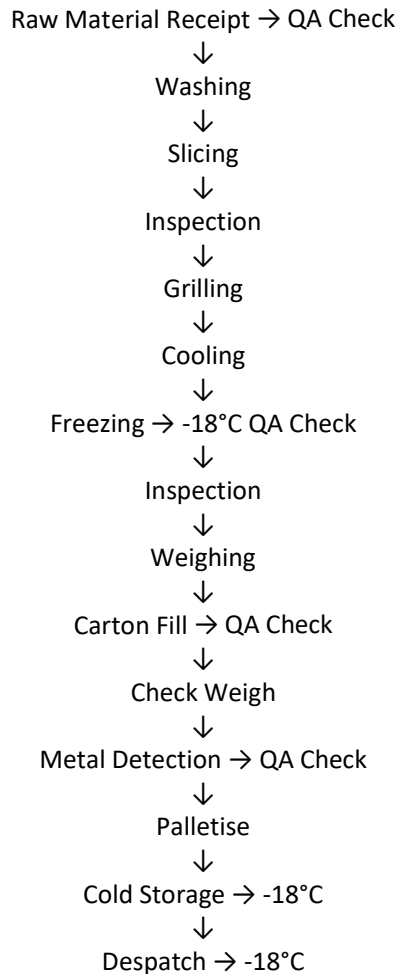 Raw Material Receipt → QA Check
↓
Washing
↓
Slicing
↓
Inspection
↓
Grilling
↓
Cooling
↓
Freezing → -18°C QA Check
↓
Inspection
↓
Weighing
↓
Carton Fill → QA Check
↓
Check Weigh
↓
Metal Detection → QA Check
↓
Palletise
↓
Cold Storage → -18°C
↓
Despatch → -18°C